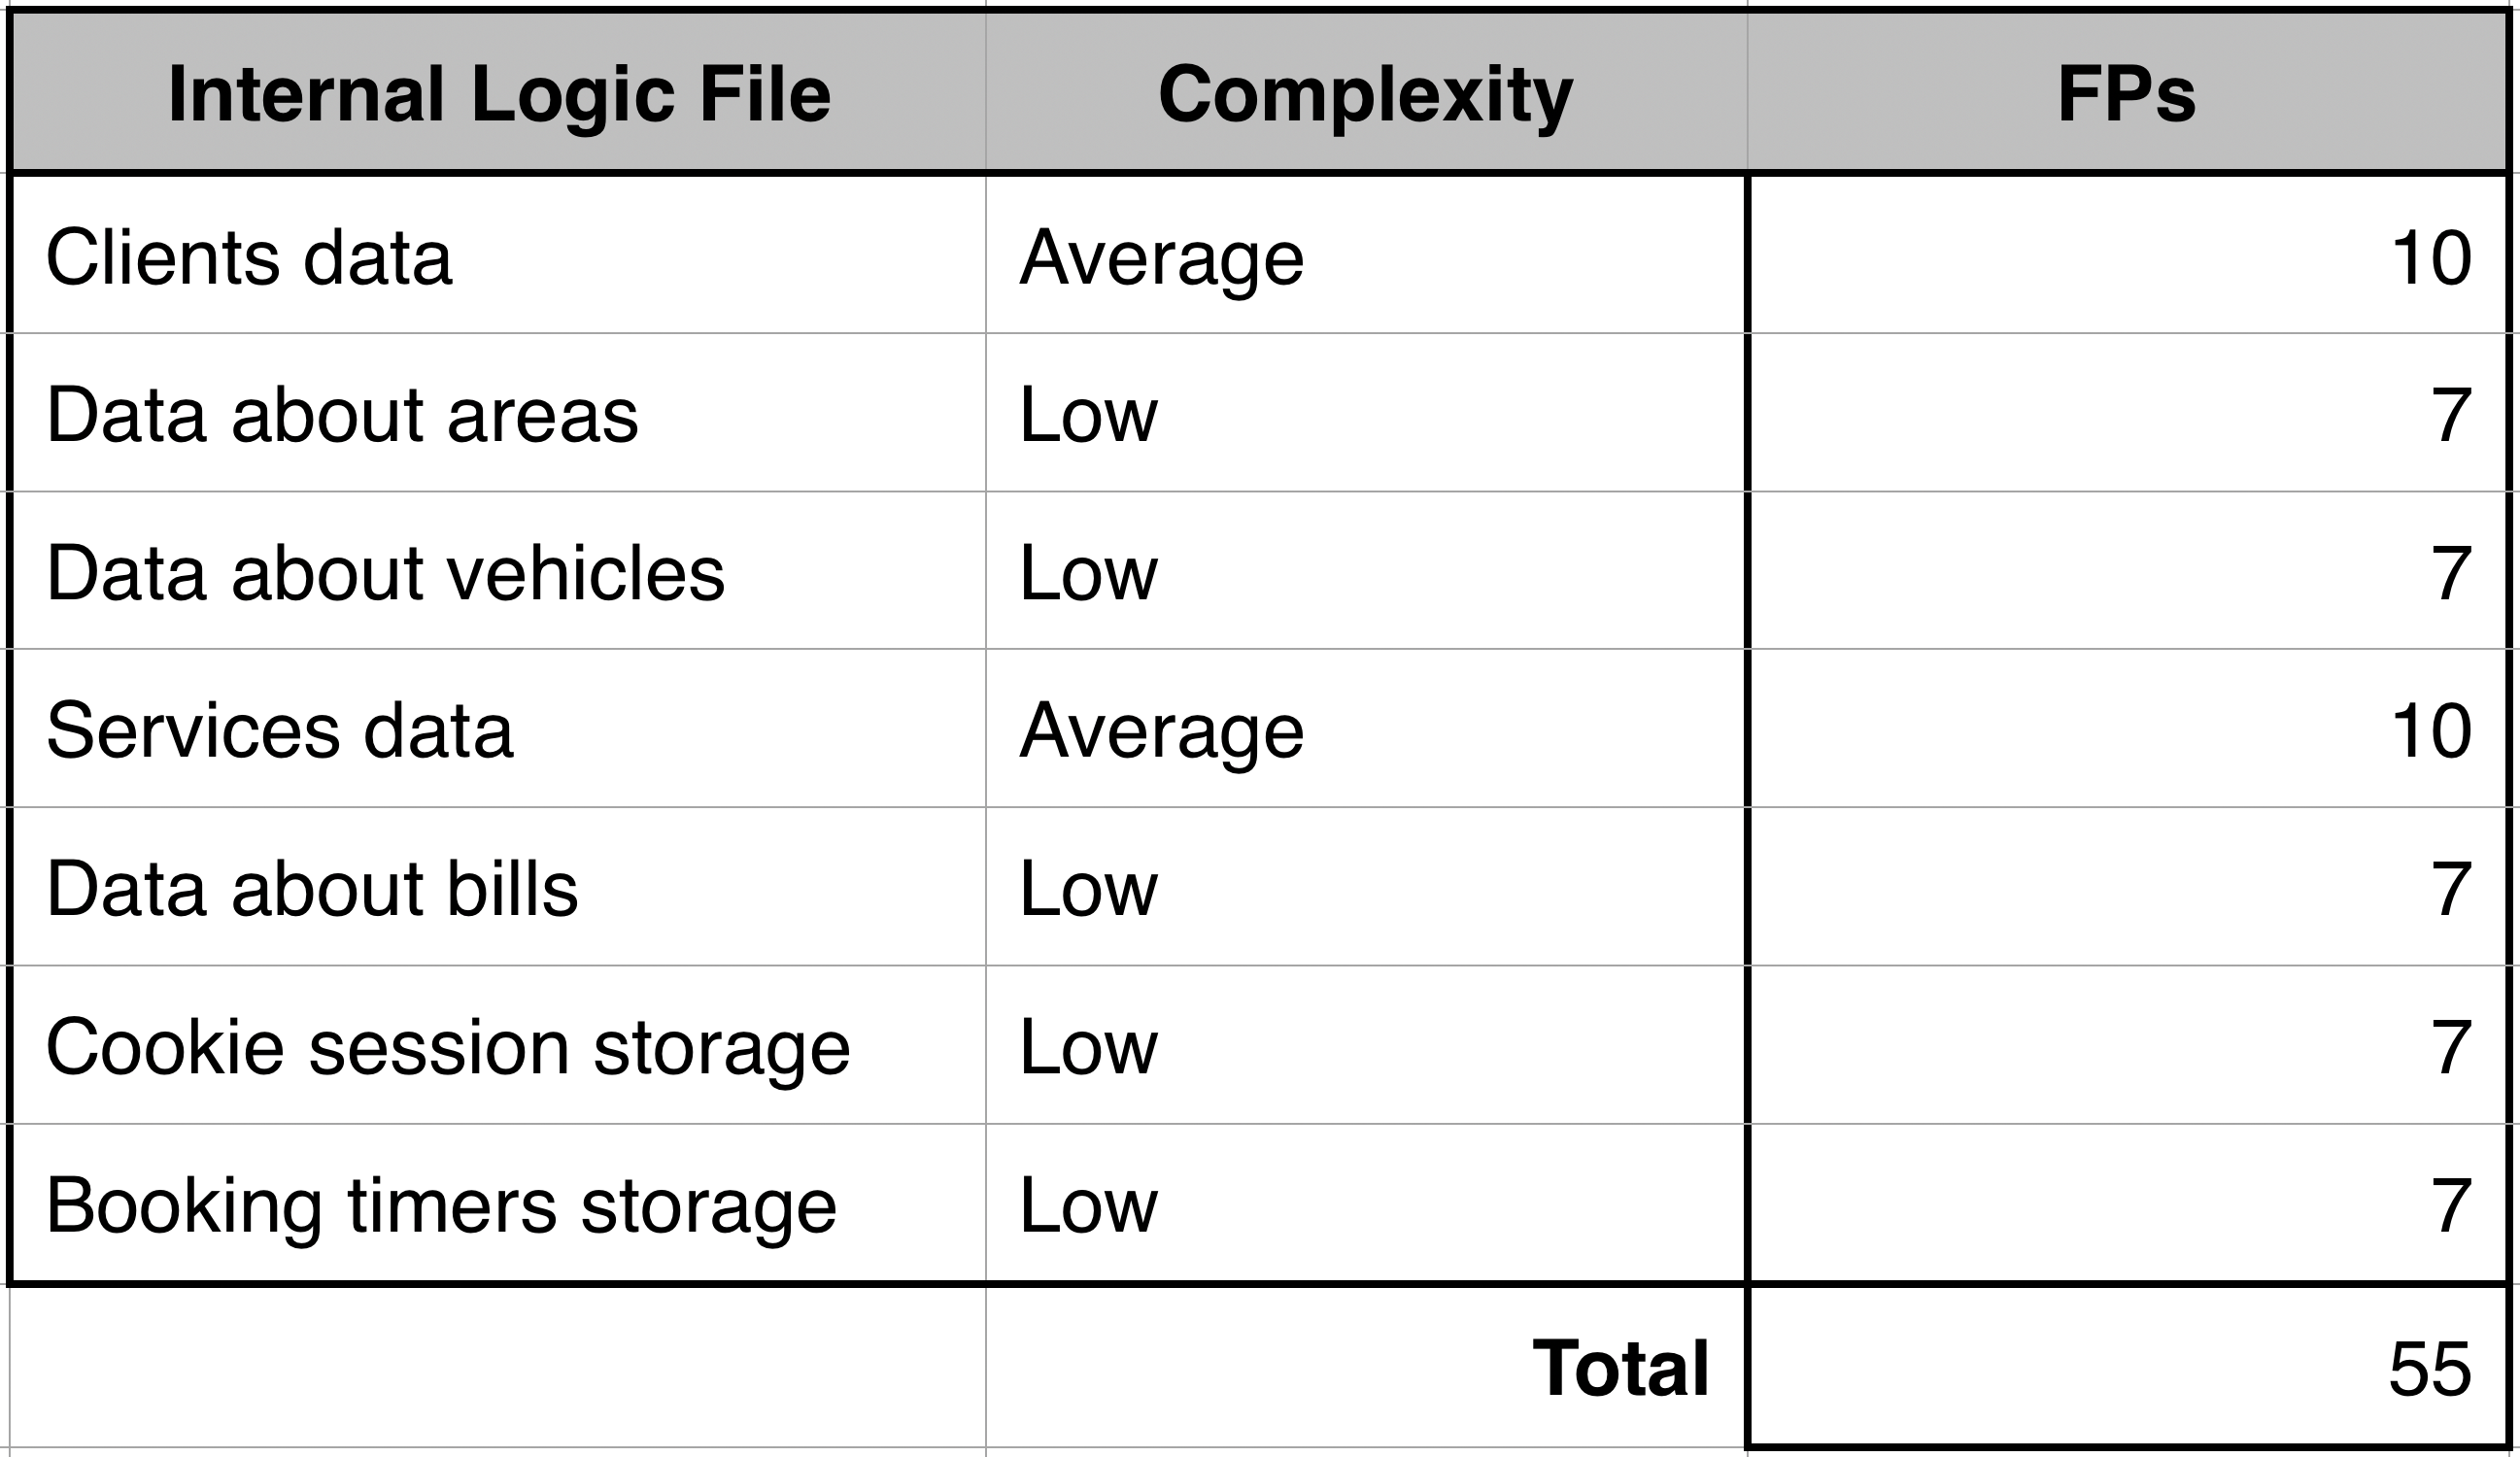 Internal Logic File Complexity FPs
Clients data Average 10
Data about areas Low 7
Data about vehicles Low 7
Services data Average 10
Data about bills Low 7
Cookie session storage Low 7
Booking timers storage Low 7
Total 55